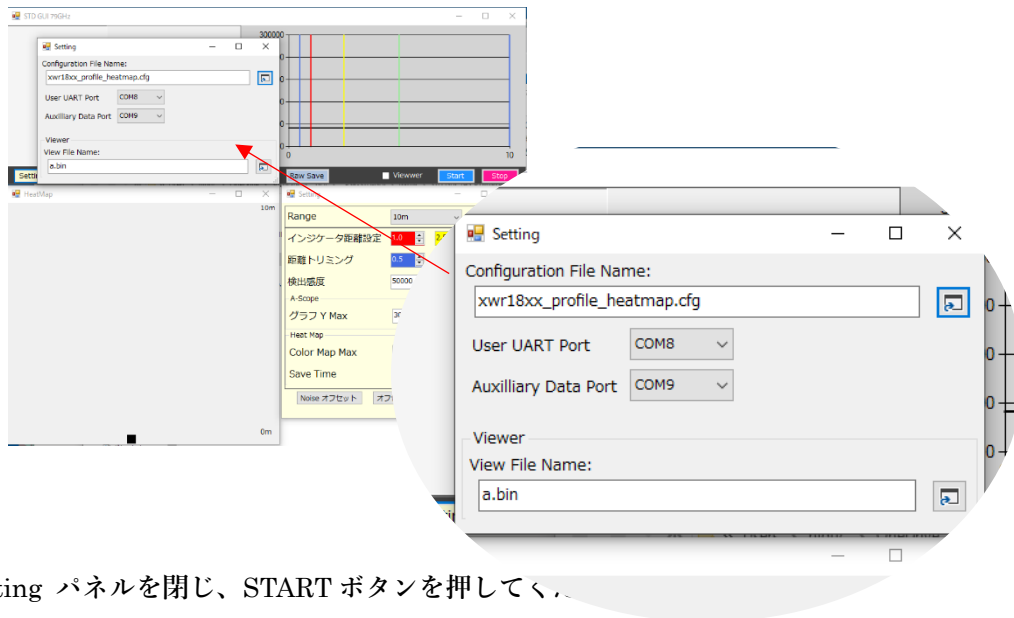 STD GUI 79GHz
300000
Setting
Configuration File Name:
xwr18xx_profile_heatmap.cfg
User UART Port COM8
Auxilliary Data Port COM9
Viewer
View File Name:
a.bin
0 10
Raw Save Viewwer Start Stop
HeatMap
10m
0m
Setting
Range 10m
インジケータ距離設定 1.0
距離トリミング 0.5
検出感度 50000
A-Scope
グラフ Y Max
Heat Map
Color Map Max
Save Time
Noise オフセット
Setting
Configuration File Name:
xwr18xx_profile_heatmap.cfg
User UART Port COM8
Auxilliary Data Port COM9
Viewer
View File Name:
a.bin
パネルを閉じ、START ボタンを押して